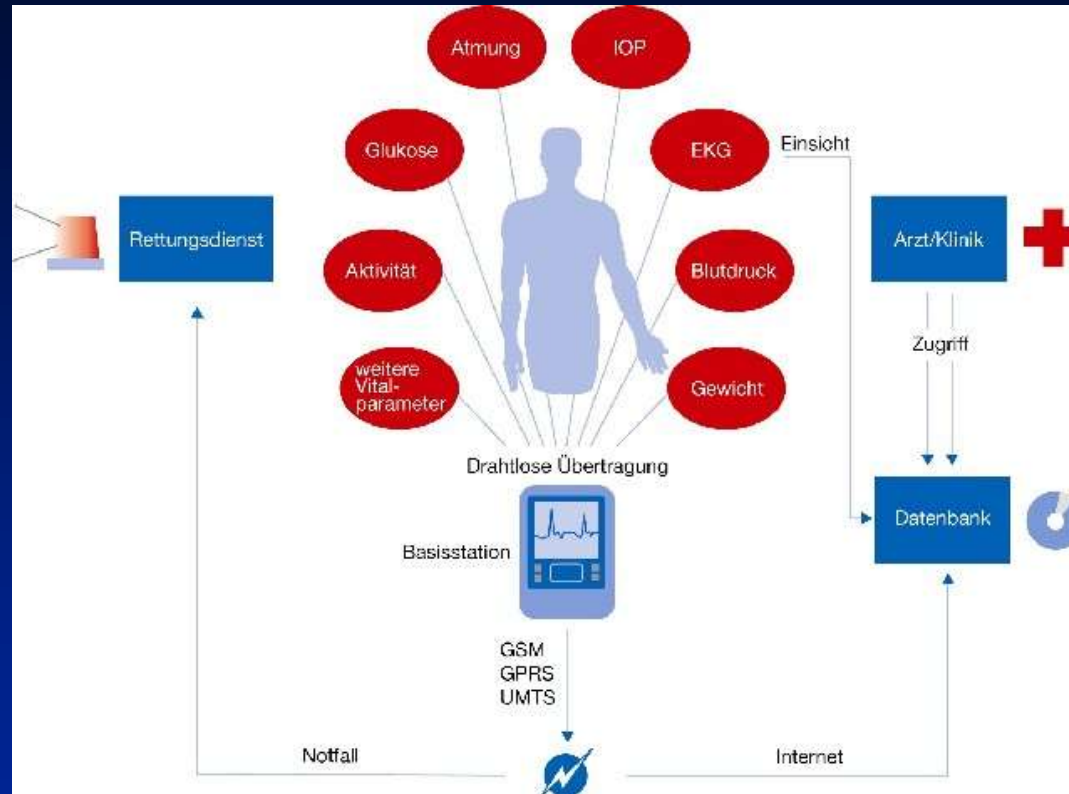 Atmung
IOP
Glukose
EKG
Einsicht
Rettungsdienst
Arzt/Klinik
Aktivität
Blutdruck
Zugriff
weitere
Vital-
parameter
Gewicht
Drahtlose Übertragung
Datenbank
Basisstation
GSM
GPRS
UMTS
Notfall
Internet